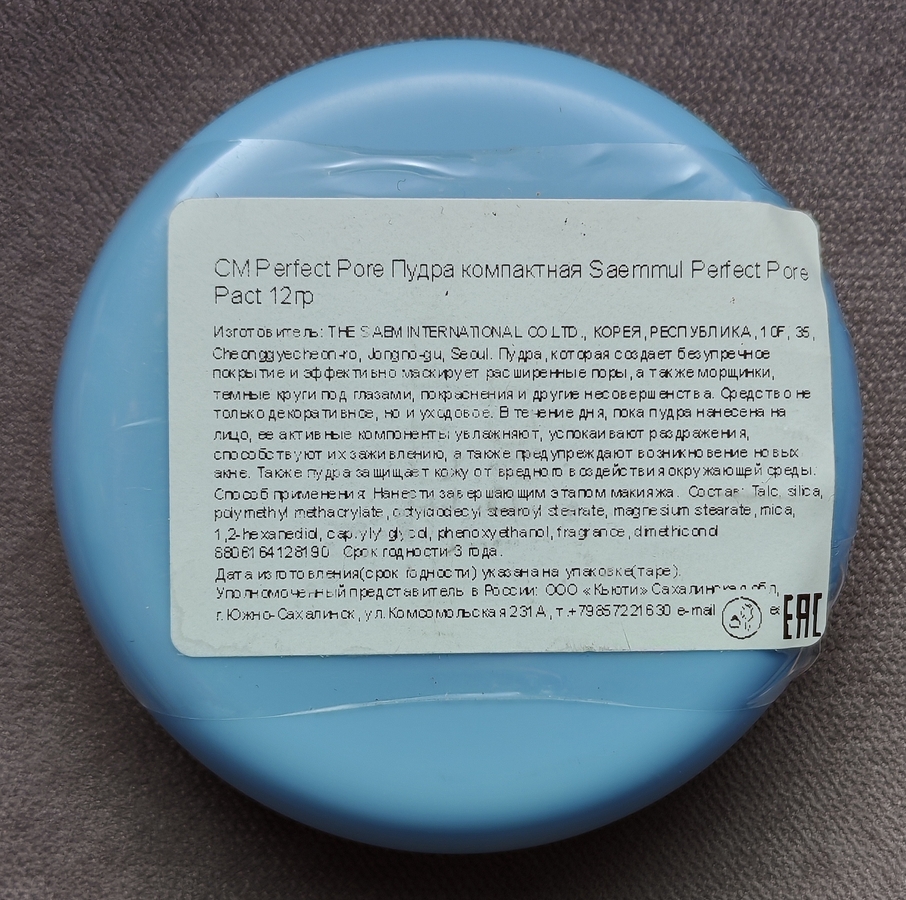 СМ Perfect Pore Пудра компактная Saemmul Perfect Pore
Pact 12гр
Изготовитель: THE SAEM INTERNATIONAL CO LTD., КОРЕЯ, РЕСПУБЛИКА, 10F, 35,
Cheonggyecheon-ro, Jongno-gu, Seoul. Пудра, которая создает безупречное
покрытие и эффективно маскирует расширенные поры, а также морщинки,
темные круги под глазами, покраснения и другие несовершенства. Средство не
только декоративное, но и уходовое. В течение дня, пока пудра нанесена на
лицо, ее активные компоненты увлажняют, успокаивают раздражения,
способствуют их заживлению, а также предупреждают возникновение новых
акне. Также пудра защищает кожу от вредного воздействия окружающей среды.
Способ применения: Нанести завершающим этапом макияжа. Состав: Talc, silica,
polymethyl methacrylate, octyldodecyl stearoyl stearate, magnesium stearate, mica,
1,2-hexanediol, caprylyl glycol, phenoxyethanol, fragrance, dimethiconol
8806164128190 Срок годности 3 года.
Дата изготовления(срок годности) указана на упаковке(таре).
Уполномоченный представитель в России: ООО «Кьюти» Сахалинская обл,
г.Южно-Сахалинск, ул.Комсомольская 231А, т.+79857221630 e-mail
EAC